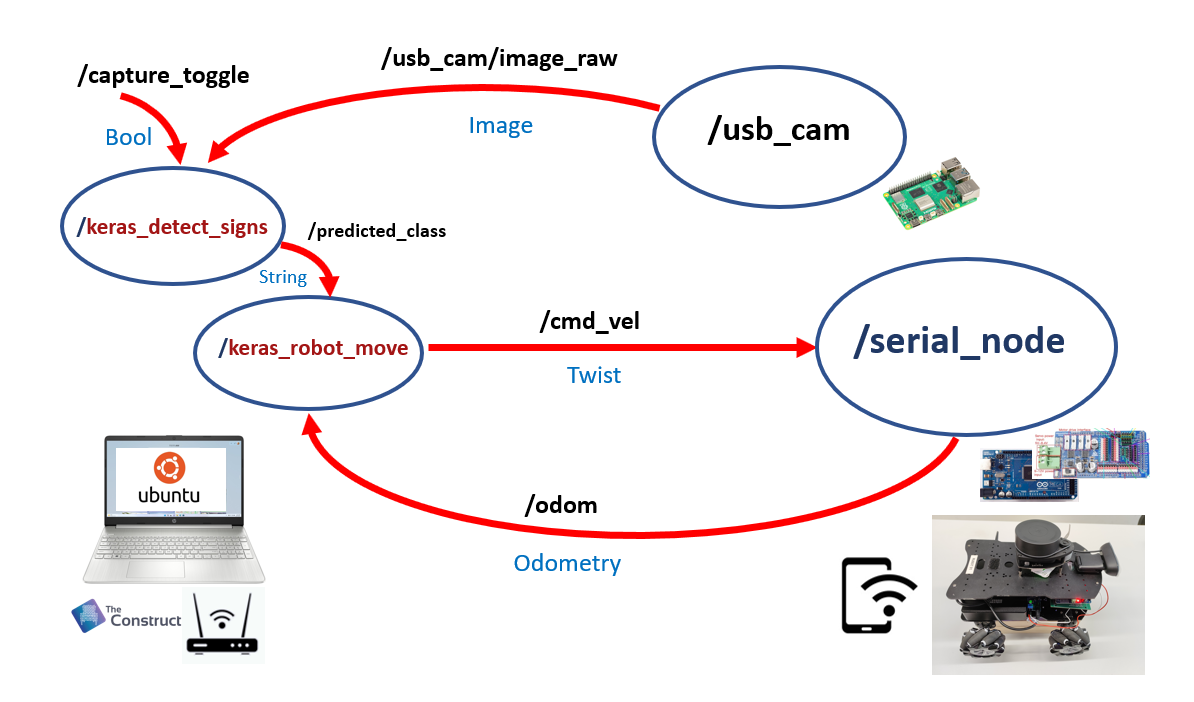 /usb_cam/image_raw
/capture_toggle
Image
/usb_cam
Bool
/keras_detect_signs
/predicted_class
String
/cmd_vel
/serial_node
/keras_robot_move
Twist
ubuntu
/odom
Odometry
The
Construct